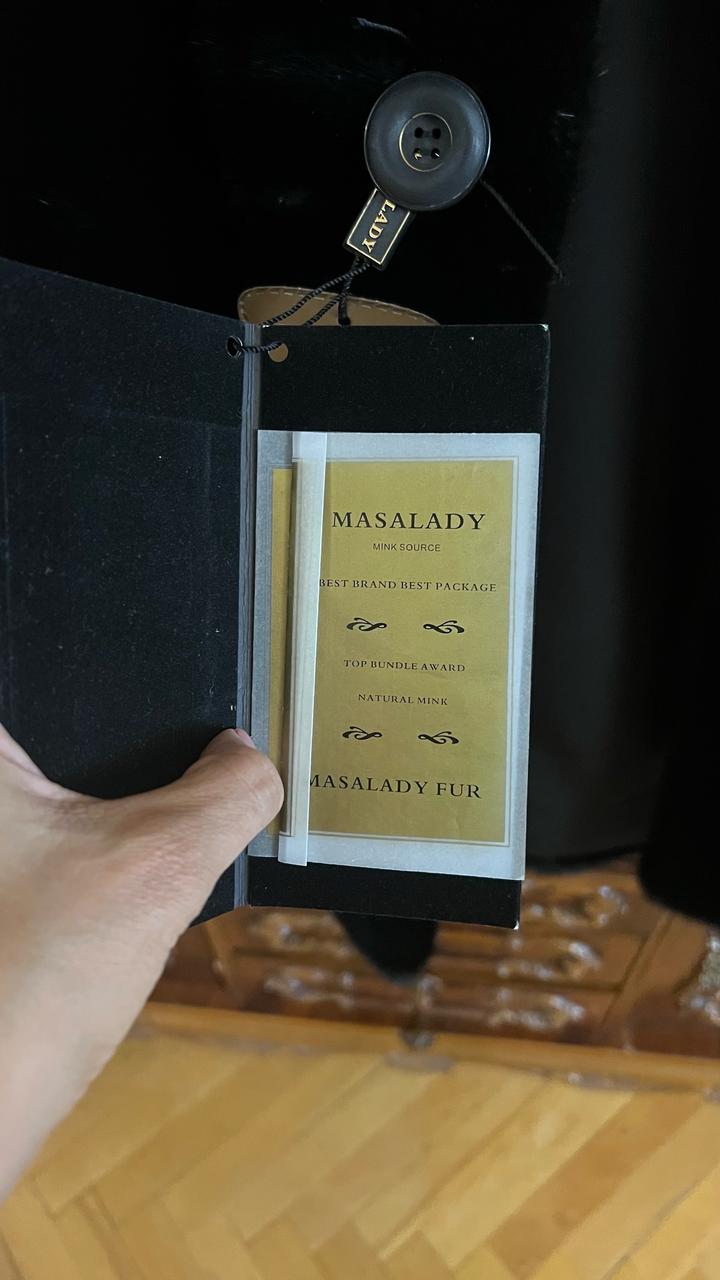 LADY
MASALADY
MINK SOURCE
BEST BRAND BEST PACKAGE
TOP BUNDLE AWARD
NATURAL MINK
MASALADY FUR